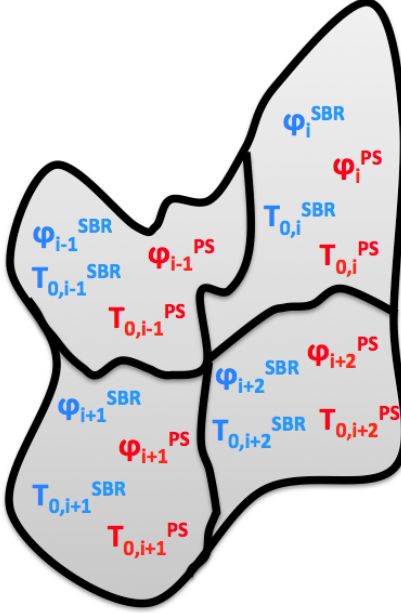 φᵢ^SBR
φᵢ^PS
T₀,ᵢ^SBR
T₀,ᵢ^PS
φᵢ₋₁^SBR
φᵢ₋₁^PS
T₀,ᵢ₋₁^SBR
T₀,ᵢ₋₁^PS
φᵢ₊₂^PS
φᵢ₊₂^SBR
T₀,ᵢ₊₂^PS
T₀,ᵢ₊₂^SBR
φᵢ₊₁^SBR
φᵢ₊₁^PS
T₀,ᵢ₊₁^SBR
T₀,ᵢ₊₁^PS